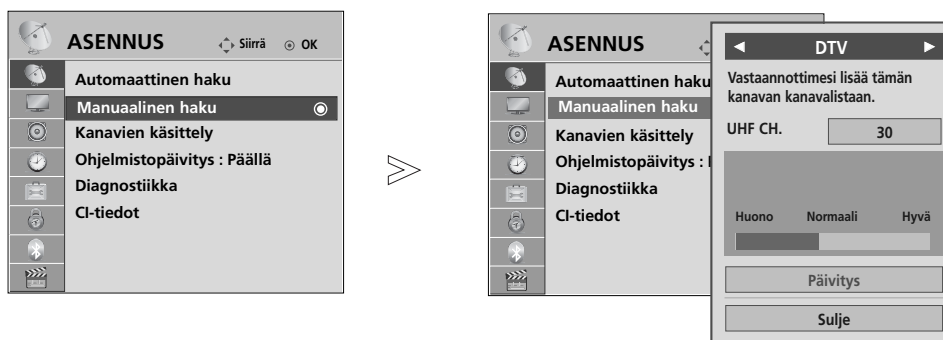 ASENNUS Siirrä OK
Automaattinen haku
Manuaalinen haku
Kanavien käsittely
Ohjelmistopäivitys : Päällä
Diagnostiikka
CI-tiedot
ASENNUS
Automaattinen haku
Manuaalinen haku
Kanavien käsittely
Ohjelmistopäivitys :
Diagnostiikka
CI-tiedot
DTV
Vastaannottimesi lisää tämän
kanavan kanavalistaan.
UHF CH. 30
Huono Normaali Hyvä
Päivitys
Sulje